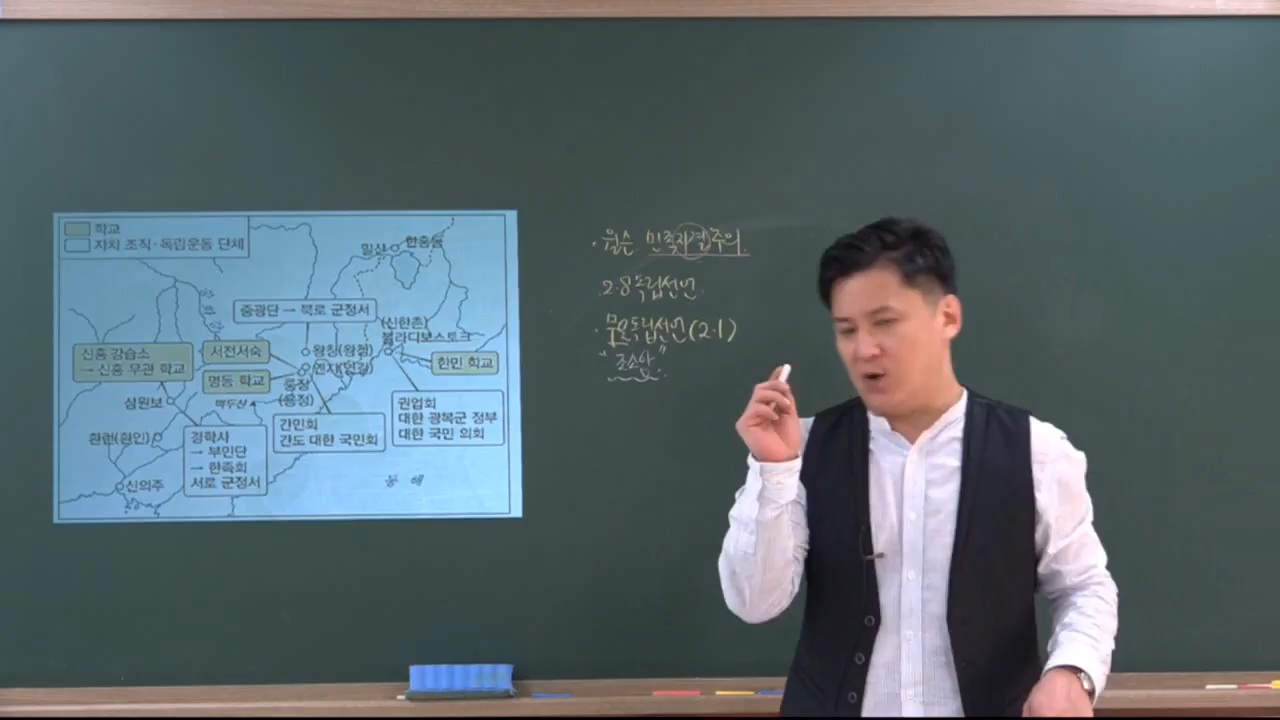 학교
자치 조직·독립운동 단체
밀산
한흥동
중광단 → 북로 군정서
(신한촌)
블라디보스토크
신흥 강습소
→ 신흥 무관 학교
서전서숙
명동 학교
왕칭(왕청)
옌지(연길)
룽징
(용정)
한민 학교
백두산
삼원보
환런(환인)
신의주
경학사
→ 부민단
→ 한족회
서로 군정서
간민회
간도 대한 국민회
권업회
대한 광복군 정부
대한 국민 의회
동해
· 윌슨 민족자결주의.
2.8독립선언.
· 무오독립선언(2.1)
"조소앙"